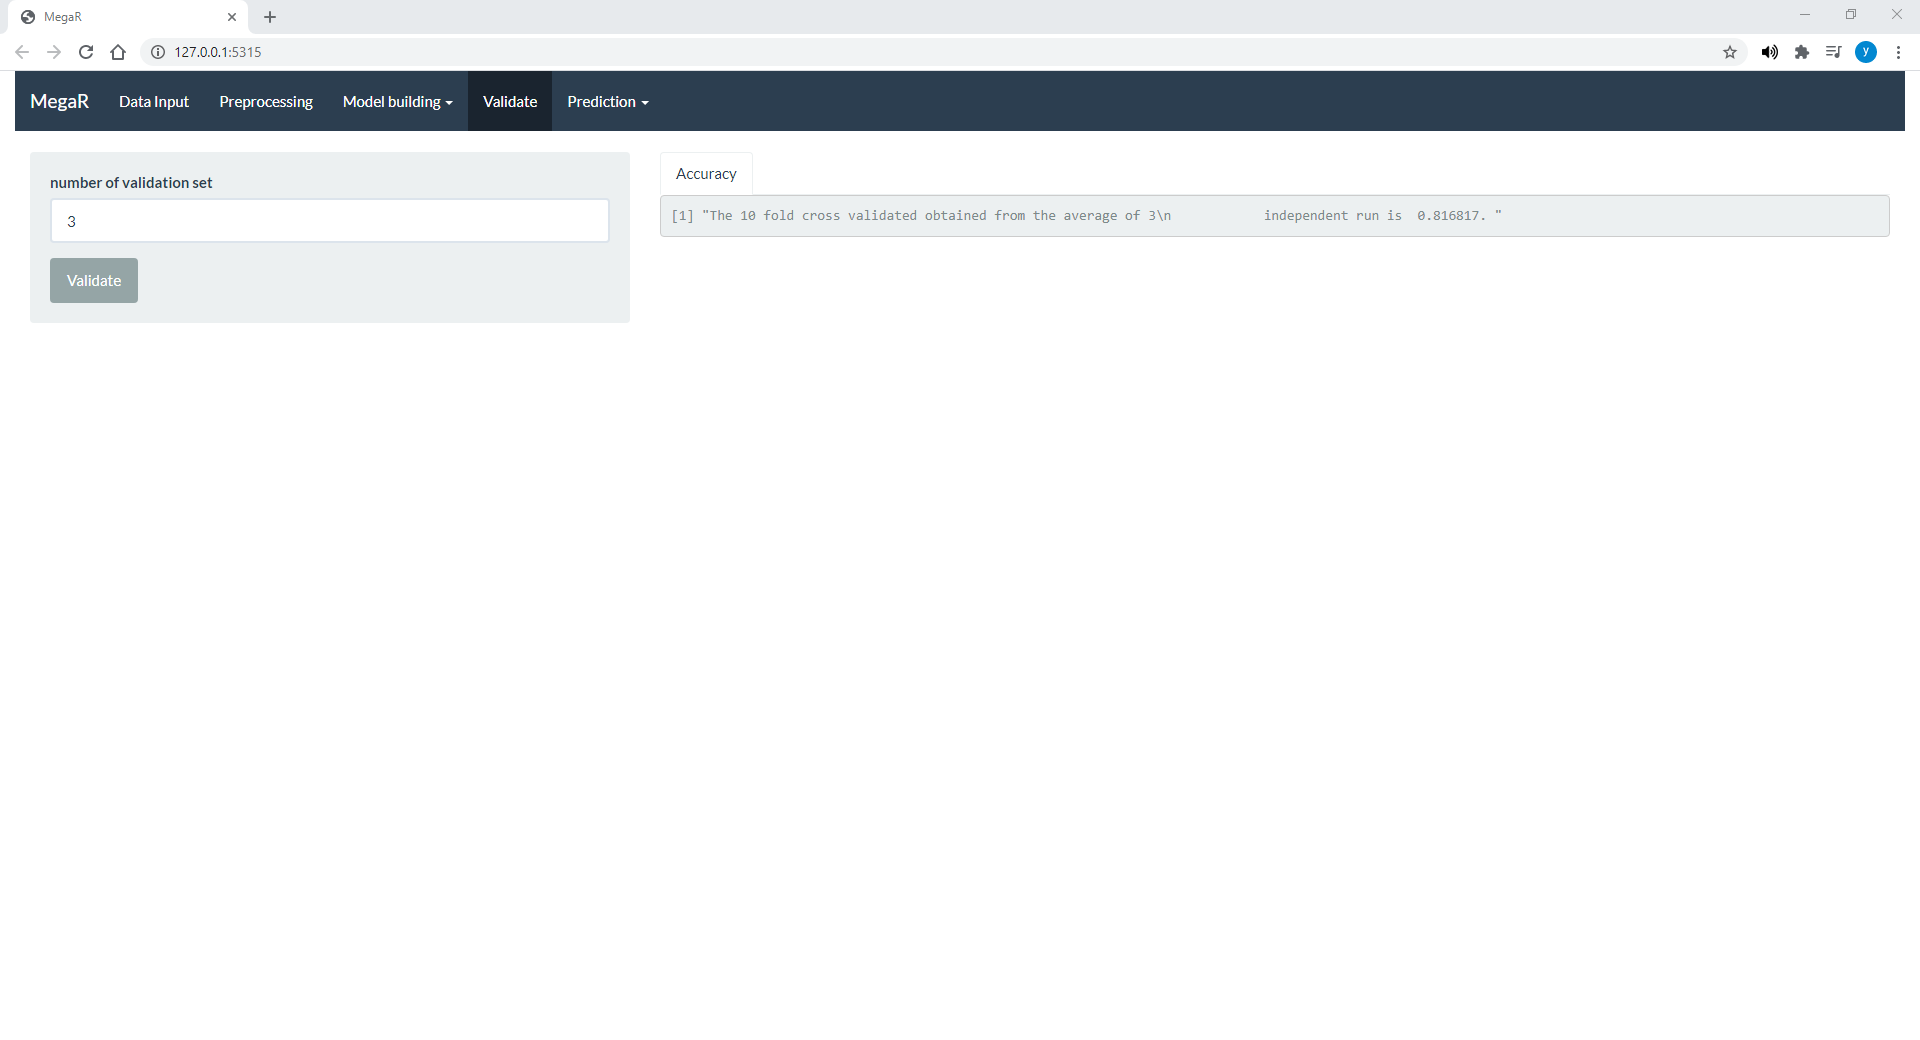 MegaR
127.0.0.1:5315
y
MegaR Data Input Preprocessing Model building Validate Prediction
number of validation set
3
Validate
Accuracy
[1] "The 10 fold cross validated obtained from the average of 3\n            independent run is  0.816817. "